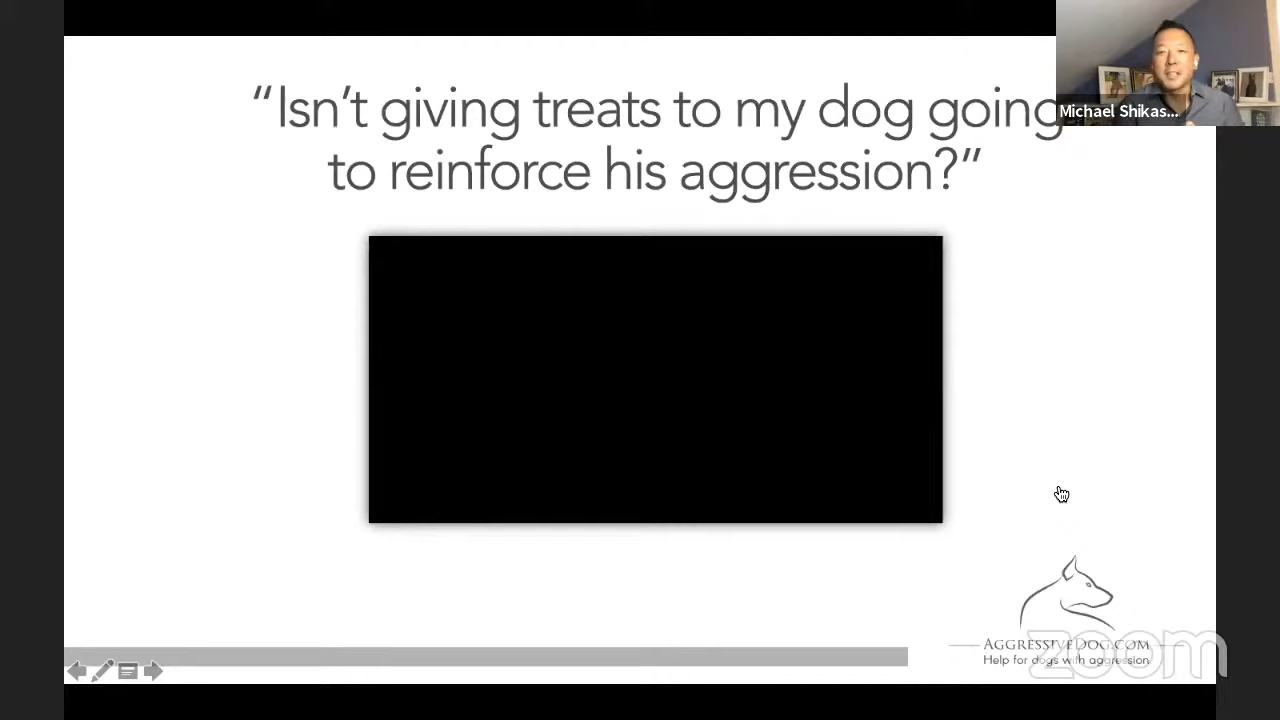 “Isn’t giving treats to my dog going
to reinforce his aggression?”
Michael Shikas...
AGGRESSIVEDOG.COM
Help for dogs with aggression
zoom